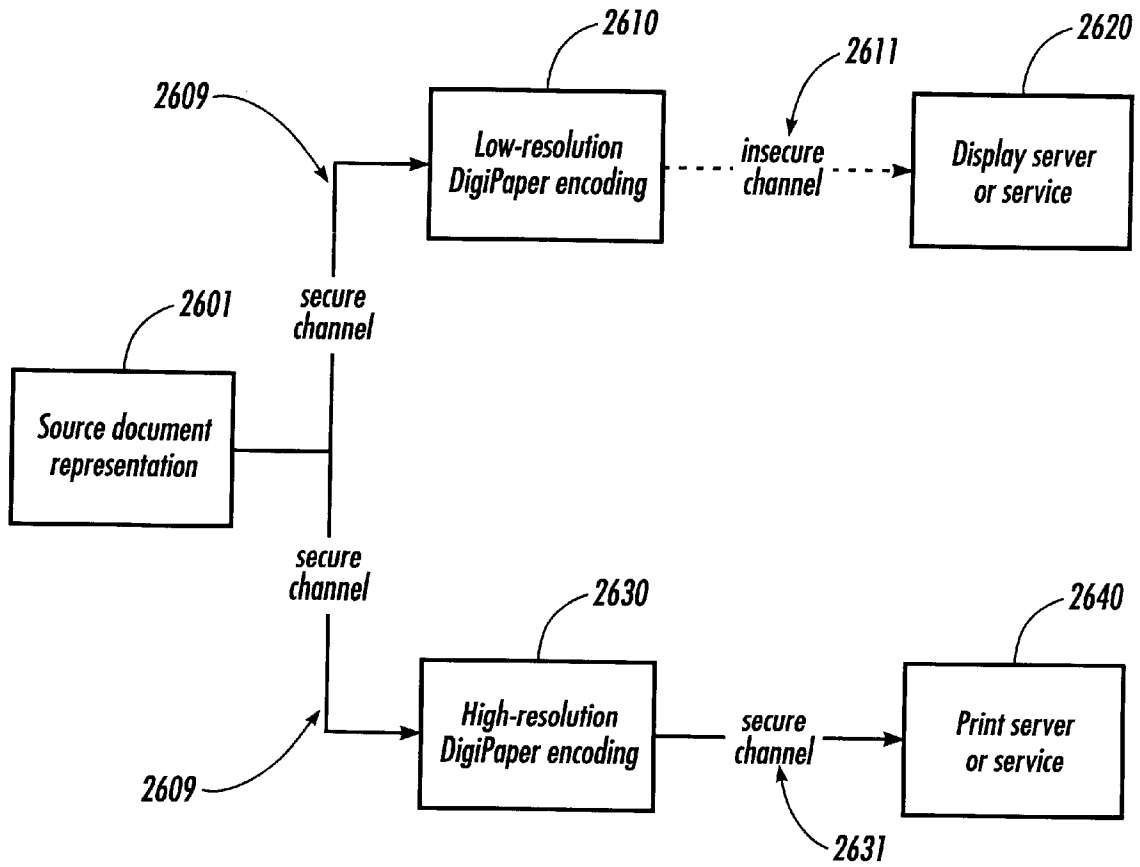 2610
2611
2620
2609
Low-resolution
DigiPaper encoding
insecure
channel
Display server
or service
2601
secure
channel
Source document
representation
secure
channel
2630
2640
2609
High-resolution
DigiPaper encoding
secure
channel
Print server
or service
2631